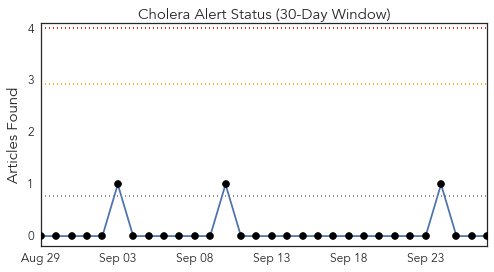 Cholera Alert Status (30-Day Window)
Articles Found
4
3
2
1
0
Aug 29 Sep 03 Sep 08 Sep 13 Sep 18 Sep 23